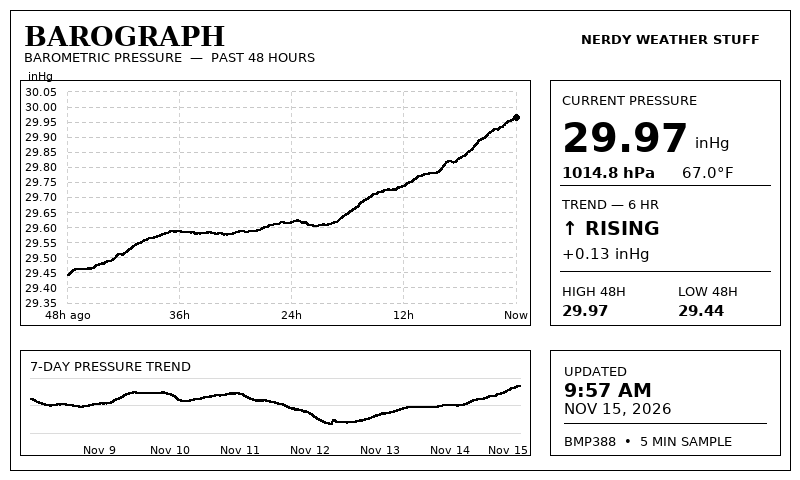 BAROGRAPH
BAROMETRIC PRESSURE — PAST 48 HOURS
NERDY WEATHER STUFF
inHg
30.05
30.00
29.95
29.90
29.85
29.80
29.75
29.70
29.65
29.60
29.55
29.50
29.45
29.40
29.35
48h ago 36h 24h 12h Now
CURRENT PRESSURE
29.97 inHg
1014.8 hPa 67.0°F
TREND — 6 HR
↑ RISING
+0.13 inHg
HIGH 48H LOW 48H
29.97 29.44
7-DAY PRESSURE TREND
Nov 9 Nov 10 Nov 11 Nov 12 Nov 13 Nov 14 Nov 15
UPDATED
9:57 AM
NOV 15, 2026
BMP388 • 5 MIN SAMPLE